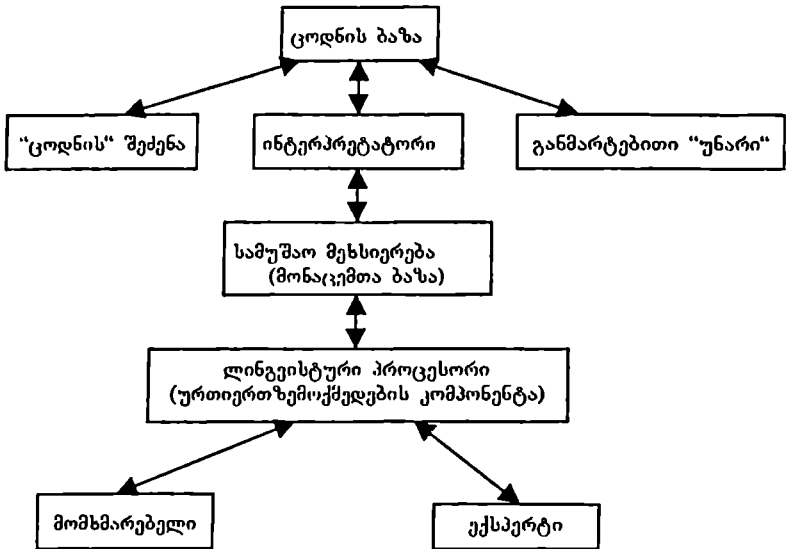 ცოდნის ბაზა
“ცოდნის“ შეძენა
ინტერპრეტატორი
განმარტებითი “უნარი“
სამუშაო მეხსიერება
(მონაცემთა ბაზა)
ლინგვისტური პროცესორი
(ურთიერთზემოქმედების კომპონენტა)
მომხმარებელი
ექსპერტი